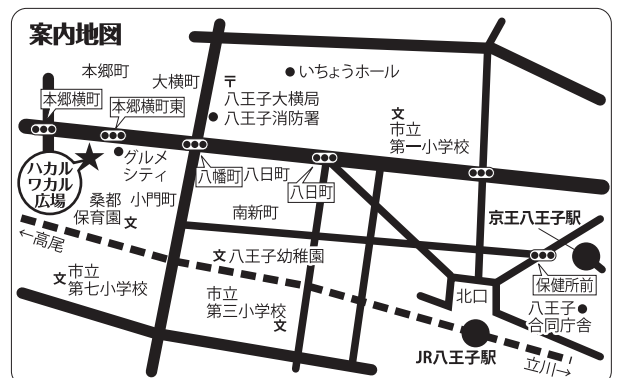 案内地図
本郷町
大横町
いちょうホール
本郷横町
本郷横町東
〒
八王子大横局
八王子消防署
文
市立
第一小学校
グルメ
シティ
ハカル
ワカル
広場
八幡町
八日町
八日町
桑都
保育園 文
小門町
南新町
京王八王子駅
←高尾
文 八王子幼稚園
保健所前
文 市立
第七小学校
市立
第三小学校
文
北口
八王子
合同庁舎
JR八王子駅
立川→